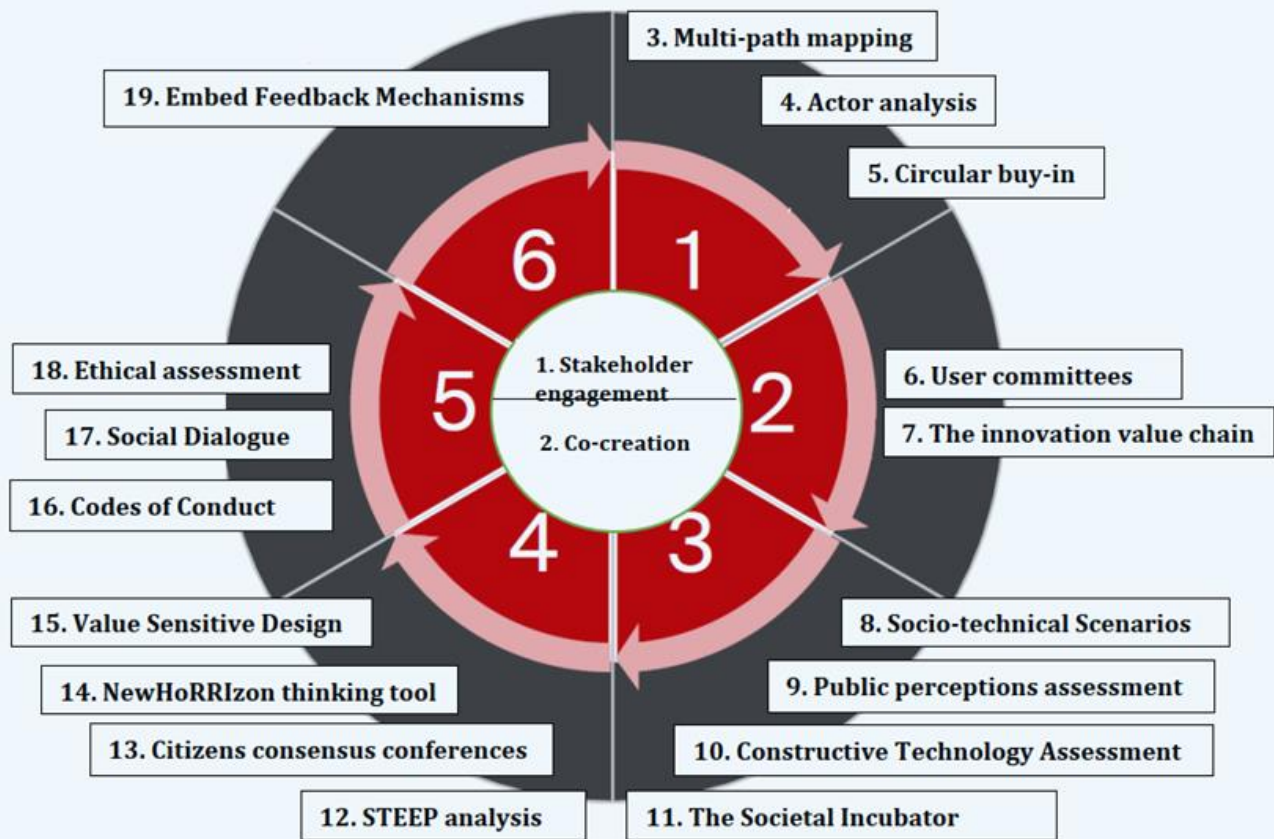 3. Multi-path mapping
4. Actor analysis
5. Circular buy-in
6. User committees
7. The innovation value chain
8. Socio-technical Scenarios
9. Public perceptions assessment
10. Constructive Technology Assessment
11. The Societal Incubator
12. STEEP analysis
13. Citizens consensus conferences
14. NewHoRRIzon thinking tool
15. Value Sensitive Design
16. Codes of Conduct
17. Social Dialogue
18. Ethical assessment
19. Embed Feedback Mechanisms
1
2
3
4
5
6
1. Stakeholder
engagement
2. Co-creation